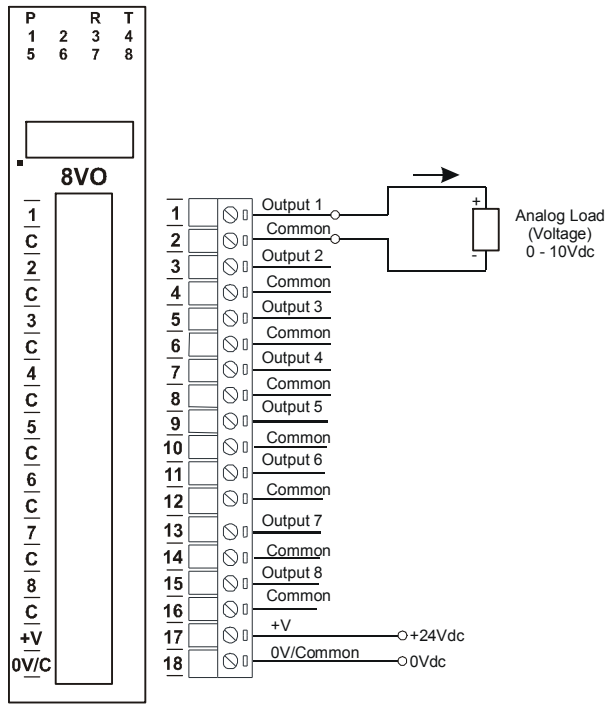 P R T
1 2 3 4
5 6 7 8
8VO
1
C
2
C
3
C
4
C
5
C
6
C
7
C
8
C
+V
0V/C
1 Output 1
2 Common
3 Output 2
4 Common
5 Output 3
6 Common
7 Output 4
8 Common
9 Output 5
10 Common
11 Output 6
12 Common
13 Output 7
14 Common
15 Output 8
16 Common
17 +V +24Vdc
18 0V/Common 0Vdc
+
-
Analog Load
(Voltage)
0 - 10Vdc